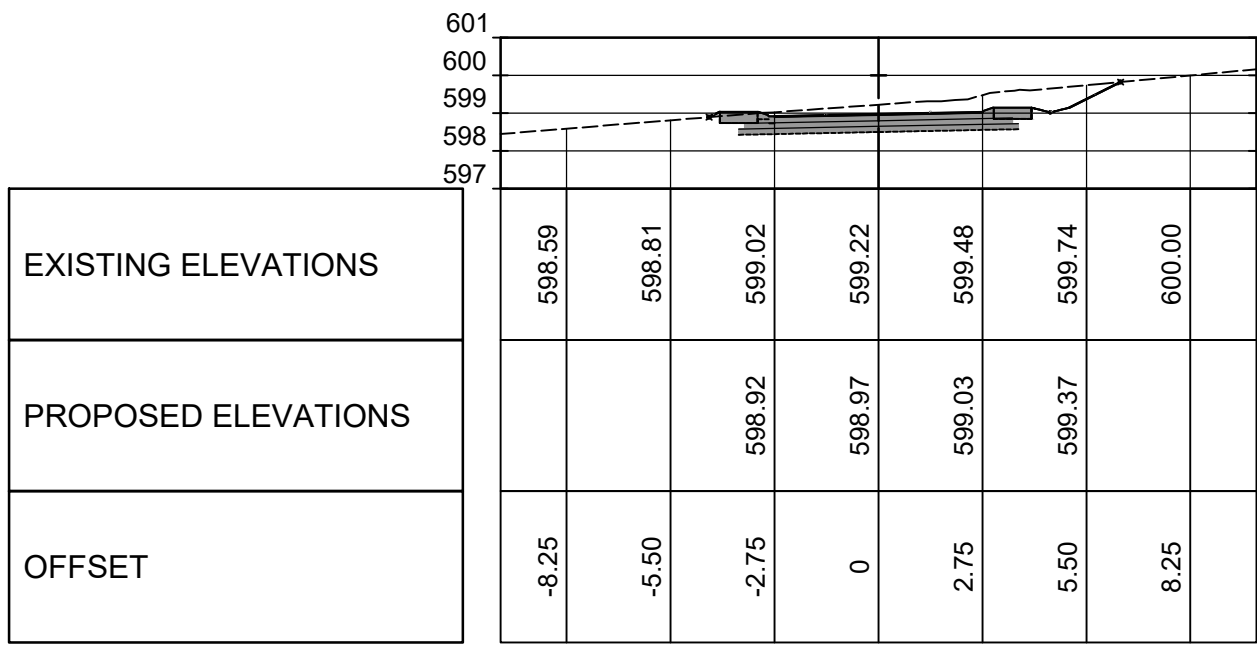 601
600
599
598
597
EXISTING ELEVATIONS 598.59 598.81 599.02 599.22 599.48 599.74 600.00
PROPOSED ELEVATIONS 598.92 598.97 599.03 599.37
OFFSET -8.25 -5.50 -2.75 0 2.75 5.50 8.25